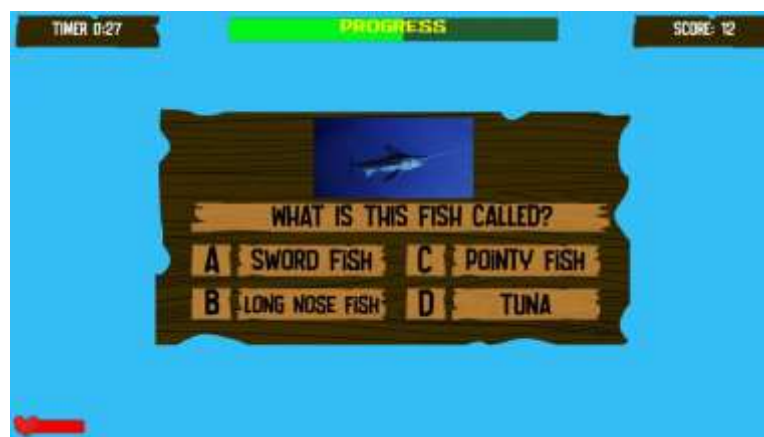 TIMER 0:27
PROGRESS
SCORE: 12
WHAT IS THIS FISH CALLED?
A SWORD FISH
C POINTY FISH
B LONG NOSE FISH
D TUNA